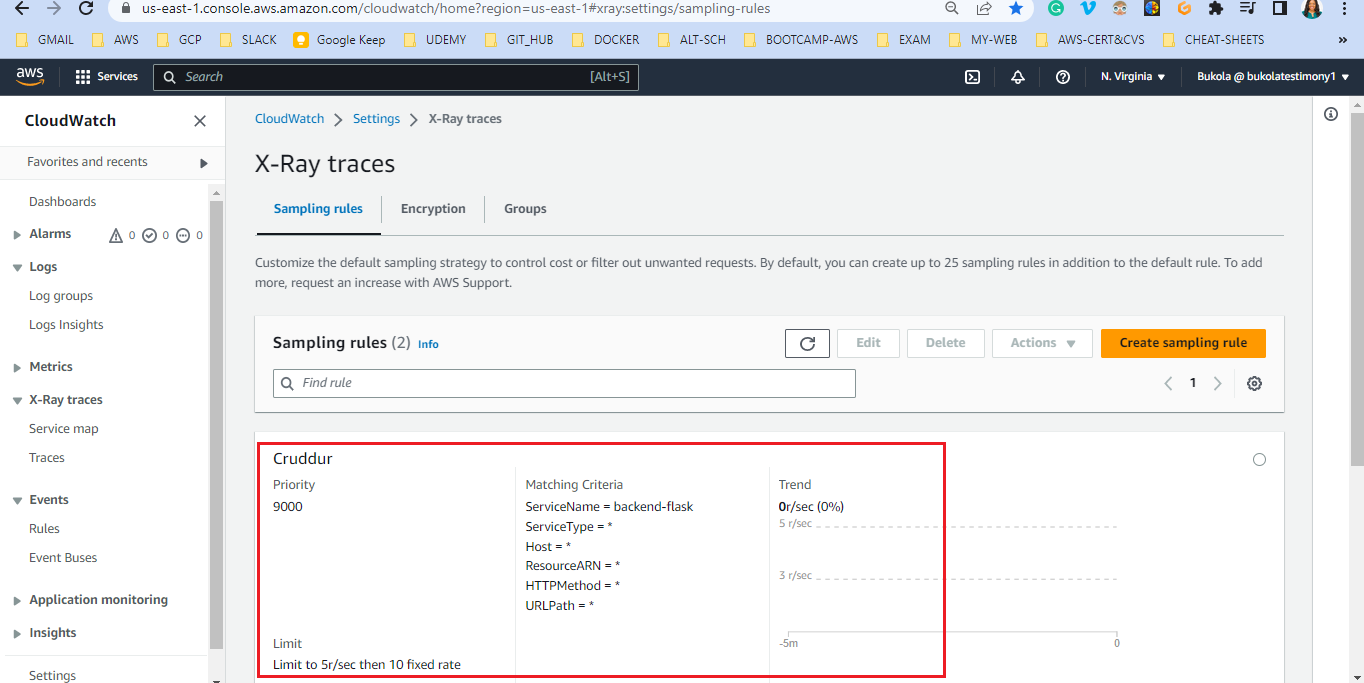 us-east-1.console.aws.amazon.com/cloudwatch/home?region=us-east-1#xray:settings/sampling-rules
GMAIL AWS GCP SLACK Google Keep UDEMY GIT_HUB DOCKER ALT-SCH BOOTCAMP-AWS EXAM MY-WEB AWS-CERT&CVS CHEAT-SHEETS »
aws Services Search [Alt+S] N. Virginia Bukola @ bukolatestimony1
CloudWatch
Favorites and recents
Dashboards
Alarms 0 0 0
Logs
Log groups
Logs Insights
Metrics
X-Ray traces
Service map
Traces
Events
Rules
Event Buses
Application monitoring
Insights
Settings
CloudWatch > Settings > X-Ray traces
X-Ray traces
Sampling rules Encryption Groups
Customize the default sampling strategy to control cost or filter out unwanted requests. By default, you can create up to 25 sampling rules in addition to the default rule. To add
more, request an increase with AWS Support.
Sampling rules (2) Info Edit Delete Actions Create sampling rule
Find rule < 1 >
Cruddur
Priority
9000
Limit
Limit to 5r/sec then 10 fixed rate
Matching Criteria
ServiceName = backend-flask
ServiceType = *
Host = *
ResourceARN = *
HTTPMethod = *
URLPath = *
Trend
0r/sec (0%)
5 r/sec
3 r/sec
-5m 0